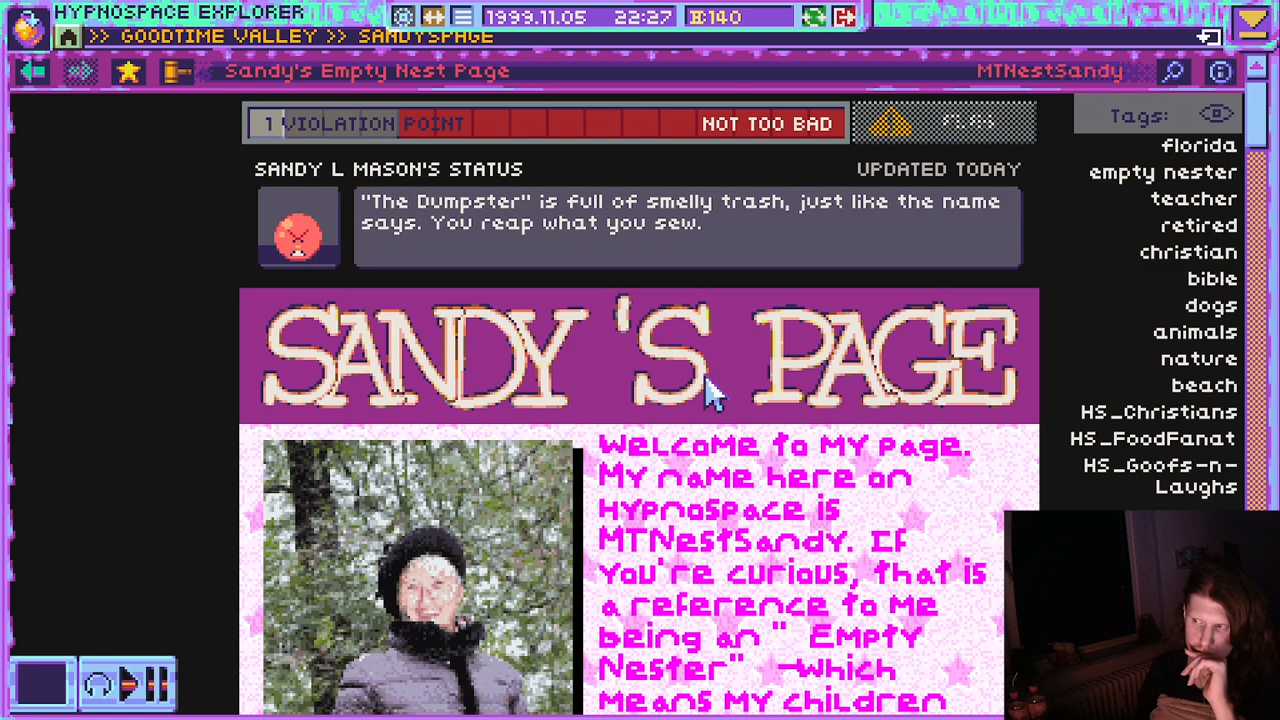 HYPNOSPACE EXPLORER
1999.11.05 22:27 140
>> GOODTIME VALLEY >> SANDYSPAGE
Sandy's Empty Nest Page
MTNestSandy
1 VIOLATION POINT
NOT TOO BAD
Tags:
florida
empty nester
teacher
retired
christian
bible
dogs
animals
nature
beach
HS_Christians
HS_FoodFanat
HS_Goofs-n-
Laughs
SANDY L MASON'S STATUS
UPDATED TODAY
"The Dumpster" is full of smelly trash, just like the name
says. You reap what you sew.
SANDY 'S PAGE
Welcome to my page.
My name here on
Hypnospace is
MTNestSandy. If
you're curious, that is
a reference to me
being an " Empty
Nester" -Which
means my children